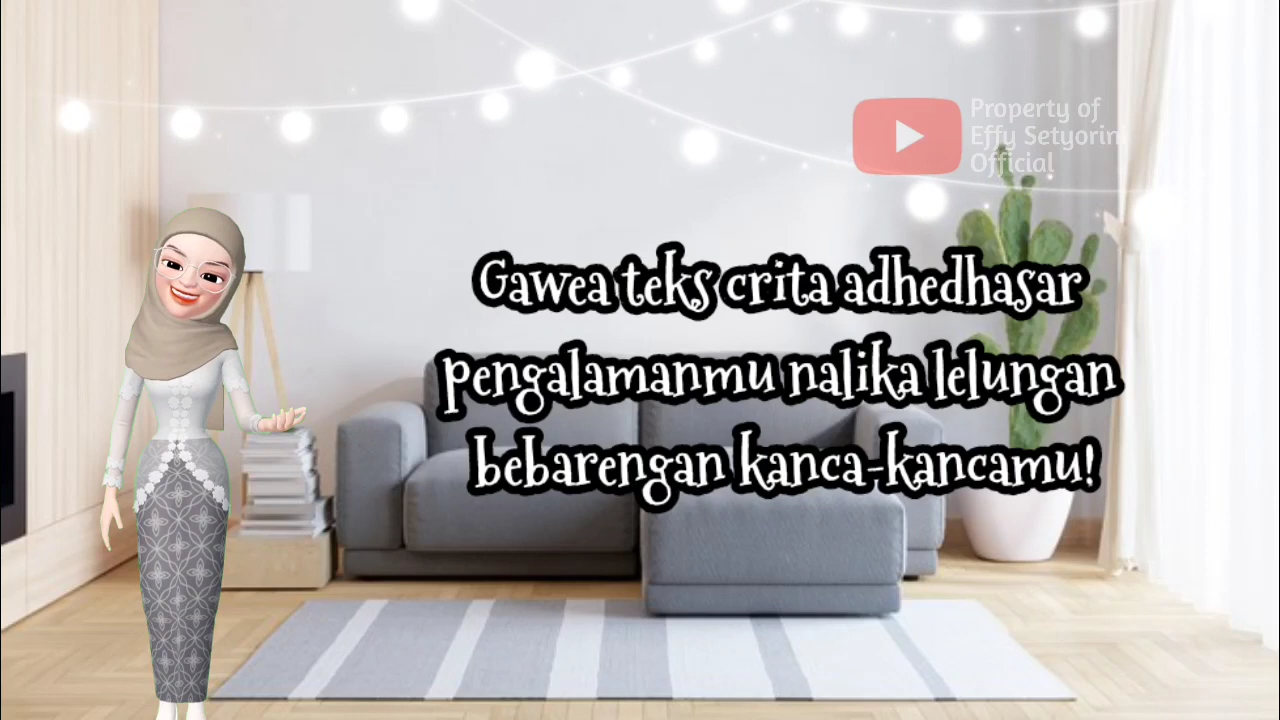 Property of
Effy Setyorini
Official
Gawea teks crita adhedhasar
pengalamanmu nalika lelungan
bebarengan kanca-kancamu!